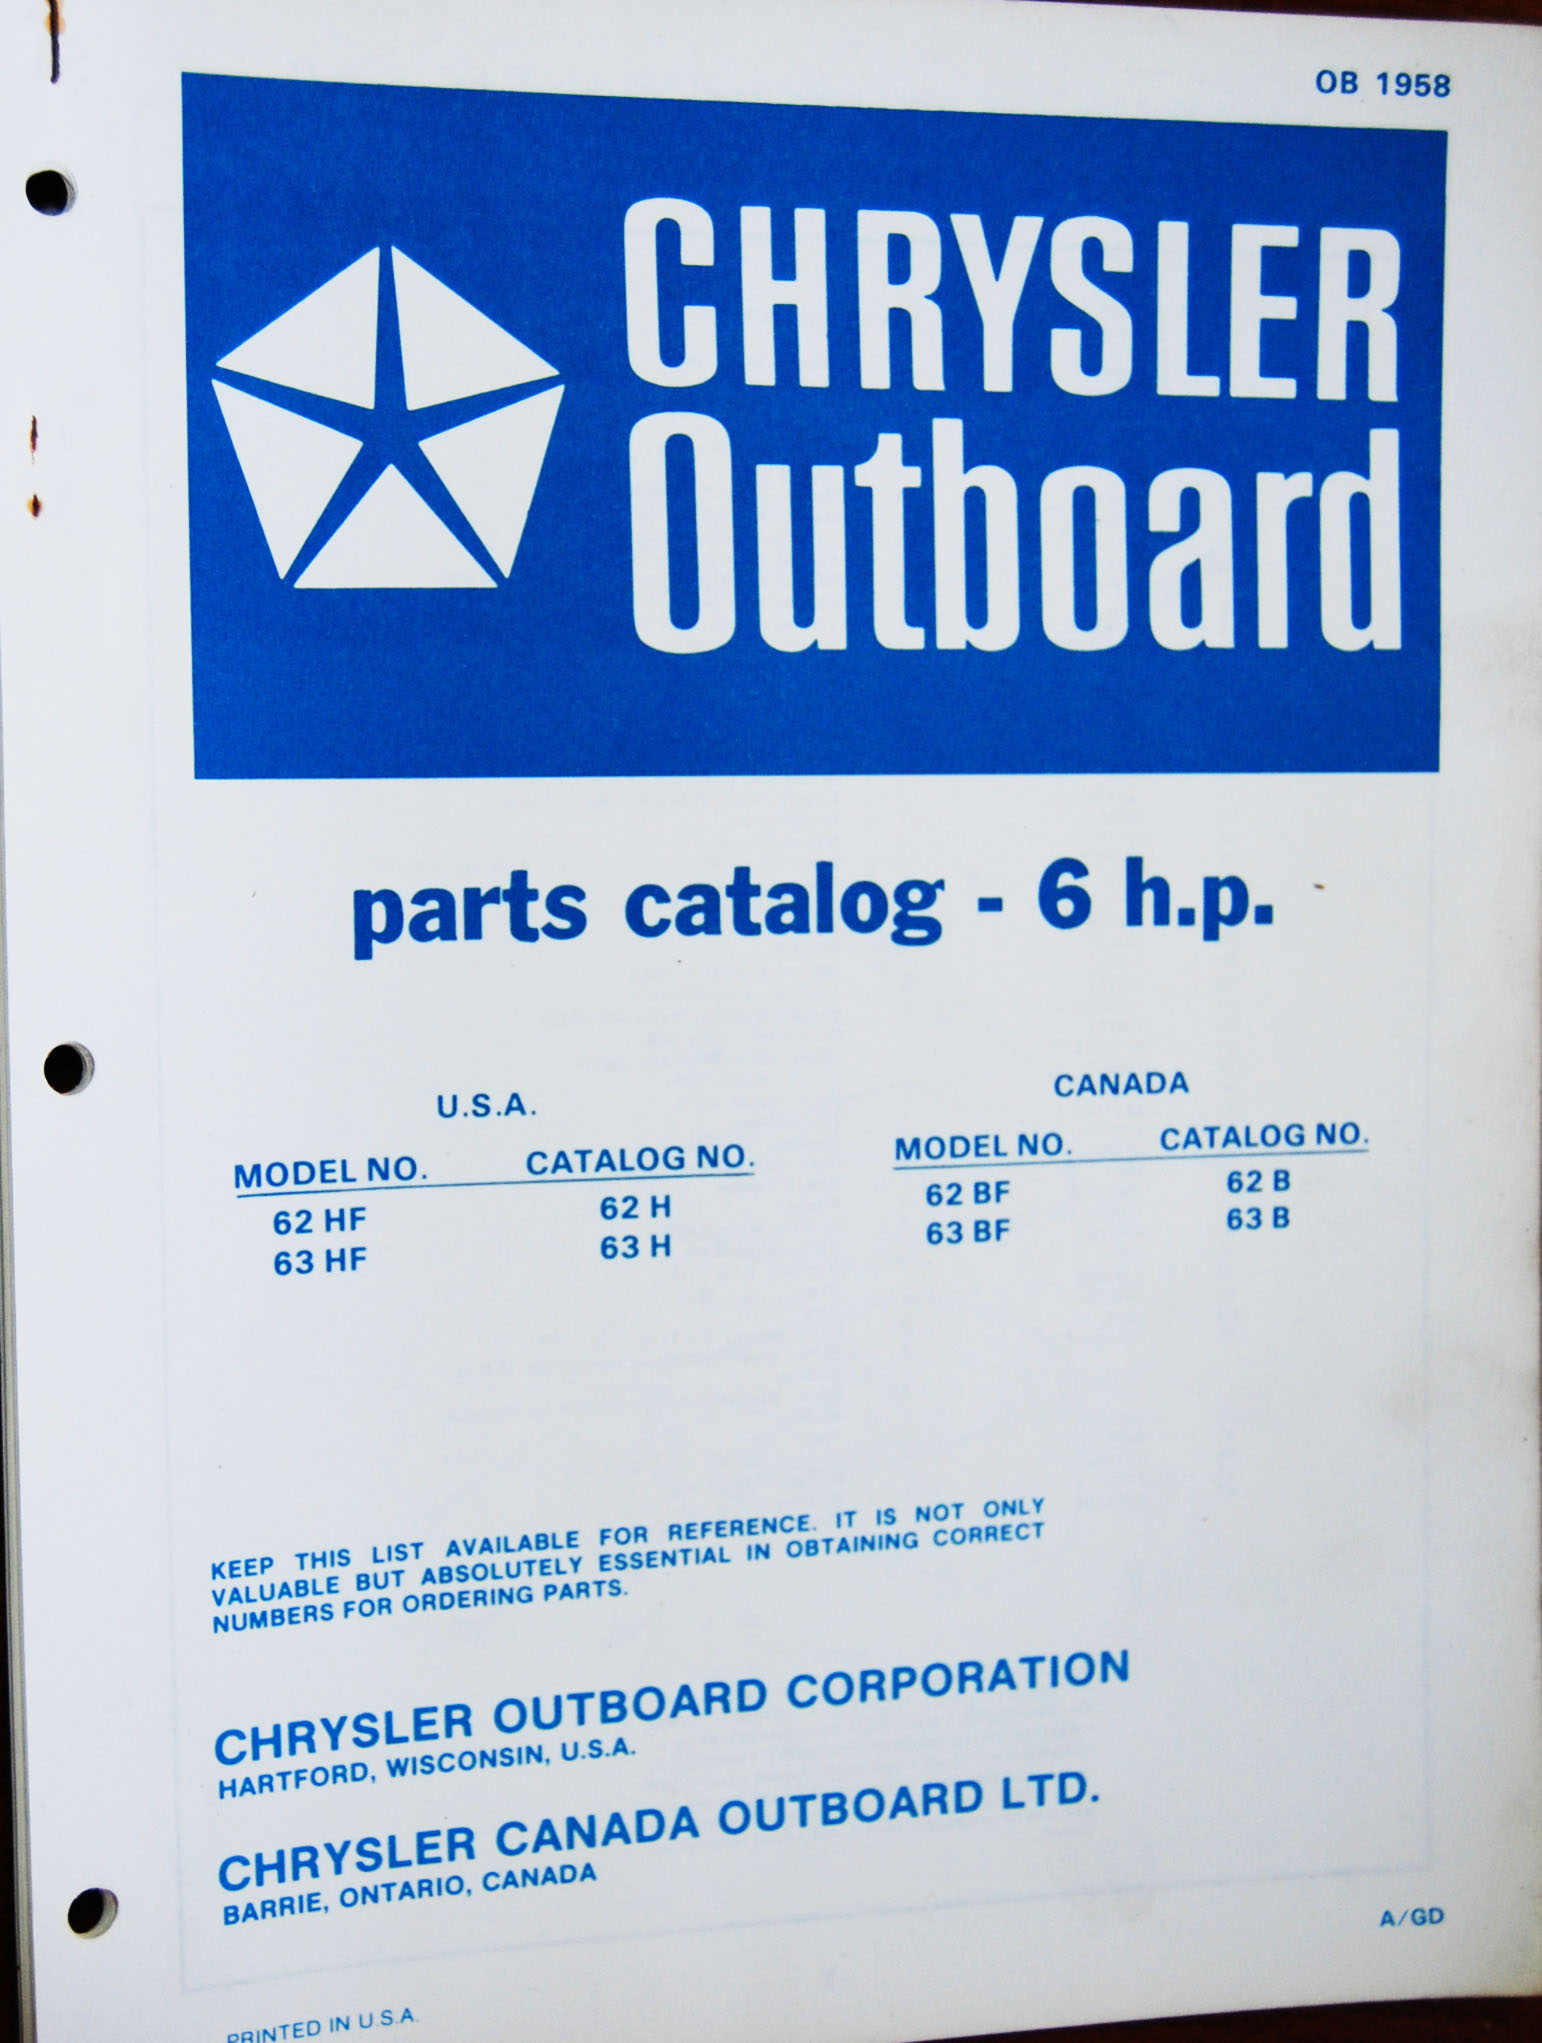 OB 1958
CHRYSLER
Outboard
parts catalog - 6 h.p.
U.S.A.
MODEL NO. CATALOG NO.
62 HF 62 H
63 HF 63 H
CANADA
MODEL NO. CATALOG NO.
62 BF 62 B
63 BF 63 B
KEEP THIS LIST AVAILABLE FOR REFERENCE. IT IS NOT ONLY
VALUABLE BUT ABSOLUTELY ESSENTIAL IN OBTAINING CORRECT
NUMBERS FOR ORDERING PARTS.
CHRYSLER OUTBOARD CORPORATION
HARTFORD, WISCONSIN, U.S.A.
CHRYSLER CANADA OUTBOARD LTD.
BARRIE, ONTARIO, CANADA
A/GD
PRINTED IN U.S.A.